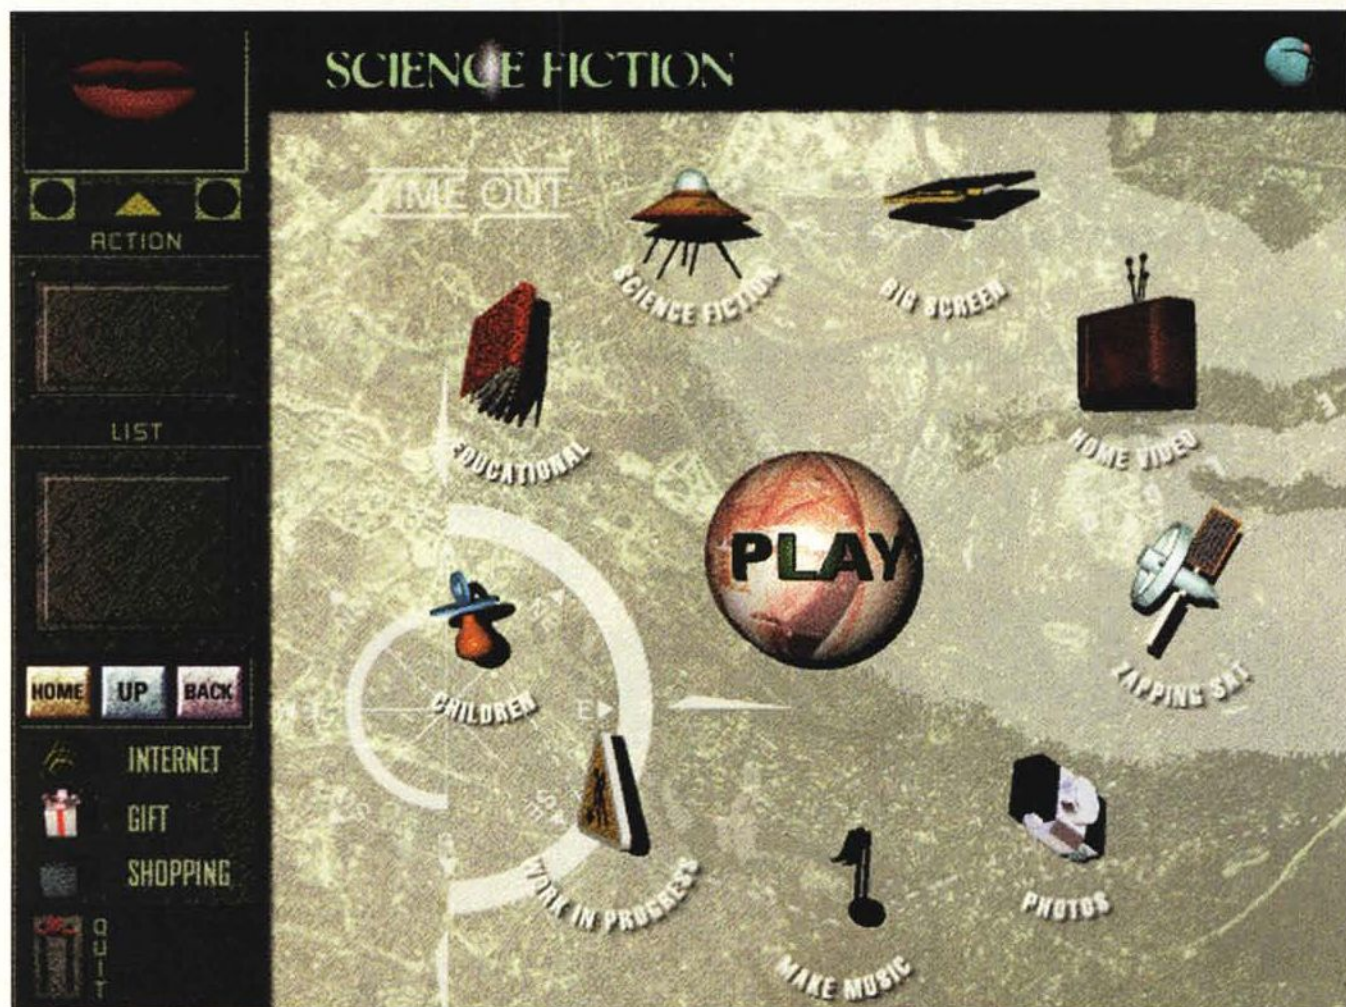 SCIENCE FICTION
ACTION
LIST
HOME
UP
BACK
INTERNET
GIFT
SHOPPING
QUIT
TIME OUT
SCIENCE FICTION
BIG SCREEN
EDUCATIONAL
HOME VIDEO
PLAY
CHILDREN
ZAPPING SAT
E
WORK IN PROGRESS
PHOTOS
MAKE MUSIC